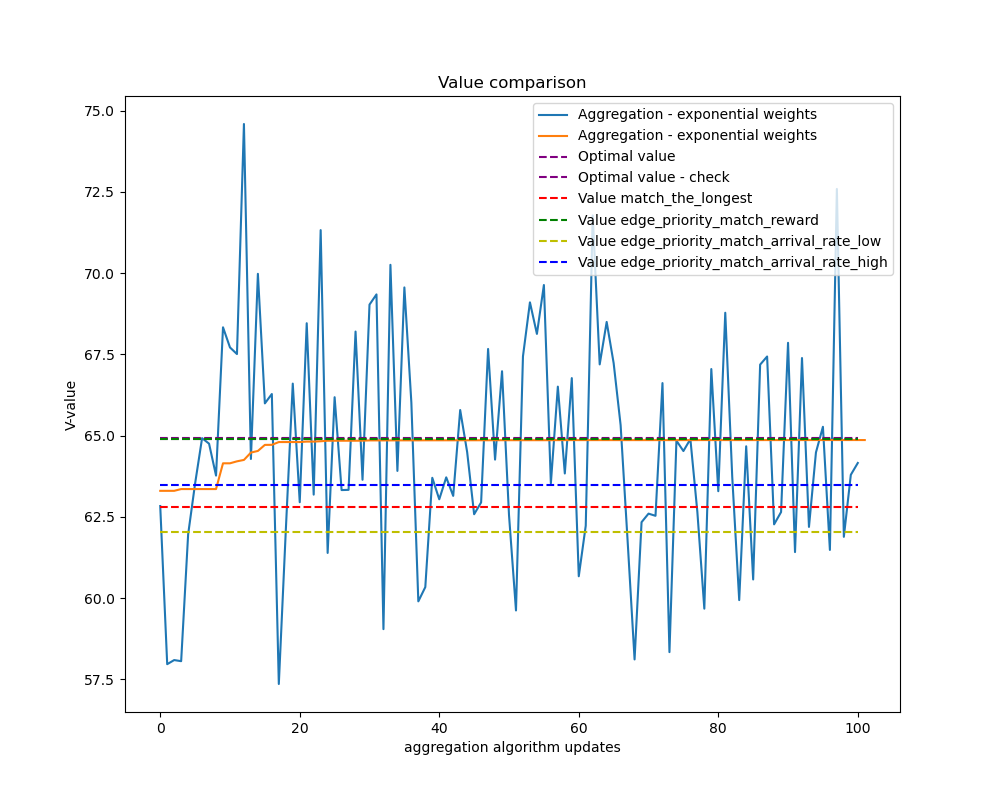 Value comparison
75.0
72.5
70.0
67.5
65.0
62.5
60.0
57.5
V-value
Aggregation - exponential weights
Aggregation - exponential weights
Optimal value
Optimal value - check
Value match_the_longest
Value edge_priority_match_reward
Value edge_priority_match_arrival_rate_low
Value edge_priority_match_arrival_rate_high
0 20 40 60 80 100
aggregation algorithm updates